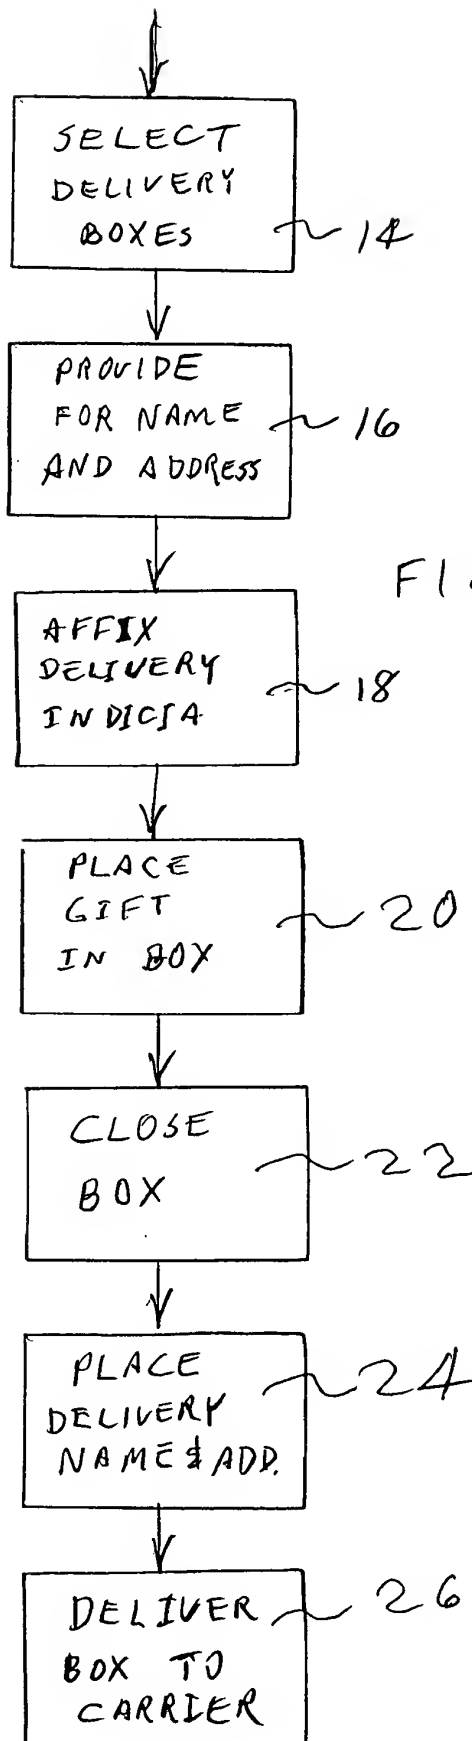 SELECT
DELIVERY
BOXES
14
PROVIDE
FOR NAME
AND ADDRESS
16
FI
AFFIX
DELIVERY
INDICIA
18
PLACE
GIFT
IN BOX
20
CLOSE
BOX
22
PLACE
DELIVERY
NAME & ADD.
24
DELIVER
BOX TO
CARRIER
26